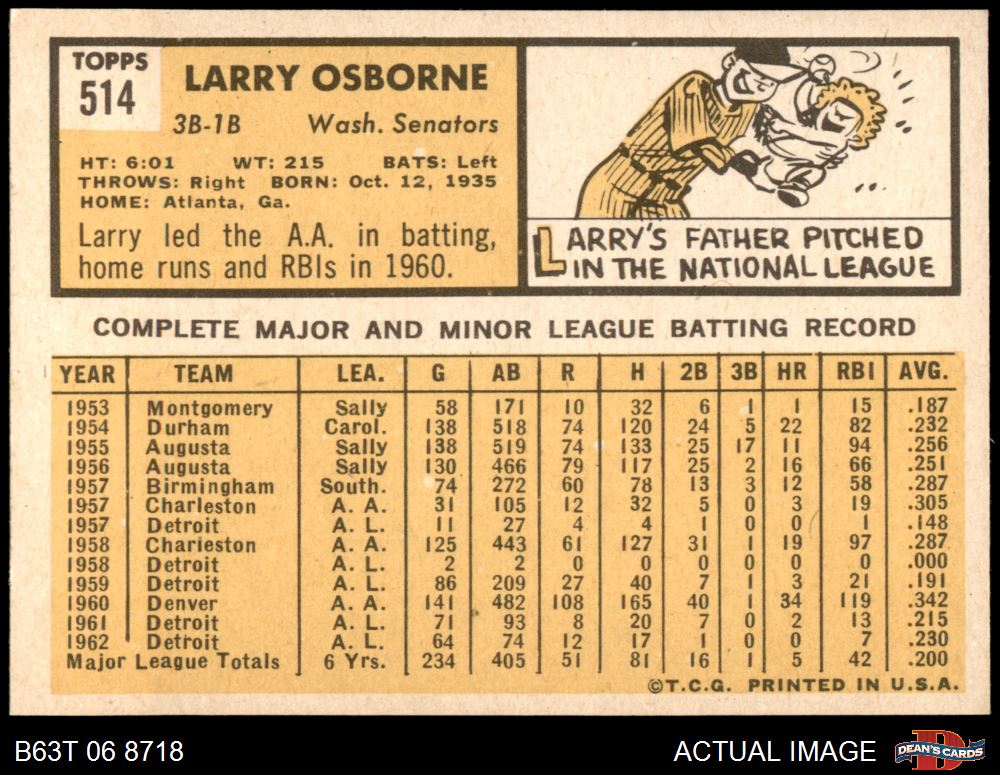 TOPPS
514
LARRY OSBORNE
3B-1B Wash. Senators
HT: 6:01 WT: 215 BATS: Left
THROWS: Right BORN: Oct. 12, 1935
HOME: Atlanta, Ga.
Larry led the A.A. in batting,
home runs and RBIs in 1960.
LARRY'S FATHER PITCHED
IN THE NATIONAL LEAGUE
COMPLETE MAJOR AND MINOR LEAGUE BATTING RECORD
YEAR TEAM LEA. G AB R H 2B 3B HR RBI AVG.
1953 Montgomery Sally 58 171 10 32 6 1 1 15 .187
1954 Durham Carol. 138 518 74 120 24 5 22 82 .232
1955 Augusta Sally 138 519 74 133 25 17 11 94 .256
1956 Augusta Sally 130 466 79 117 25 2 16 66 .251
1957 Birmingham South. 74 272 60 78 13 3 12 58 .287
1957 Charleston A. A. 31 105 12 32 5 0 3 19 .305
1957 Detroit A. L. 11 27 4 4 1 0 0 1 .148
1958 Charleston A. A. 125 443 61 127 31 1 19 97 .287
1958 Detroit A. L. 2 2 0 0 0 0 0 0 .000
1959 Detroit A. L. 86 209 27 40 7 1 3 21 .191
1960 Denver A. A. 141 482 108 165 40 1 34 119 .342
1961 Detroit A. L. 71 93 8 20 7 0 2 13 .215
1962 Detroit A. L. 64 74 12 17 1 0 0 7 .230
Major League Totals 6 Yrs. 234 405 51 81 16 1 5 42 .200
©T.C.G. PRINTED IN U.S.A.
B63T 06 8718 ACTUAL IMAGE DEAN'S CARDS